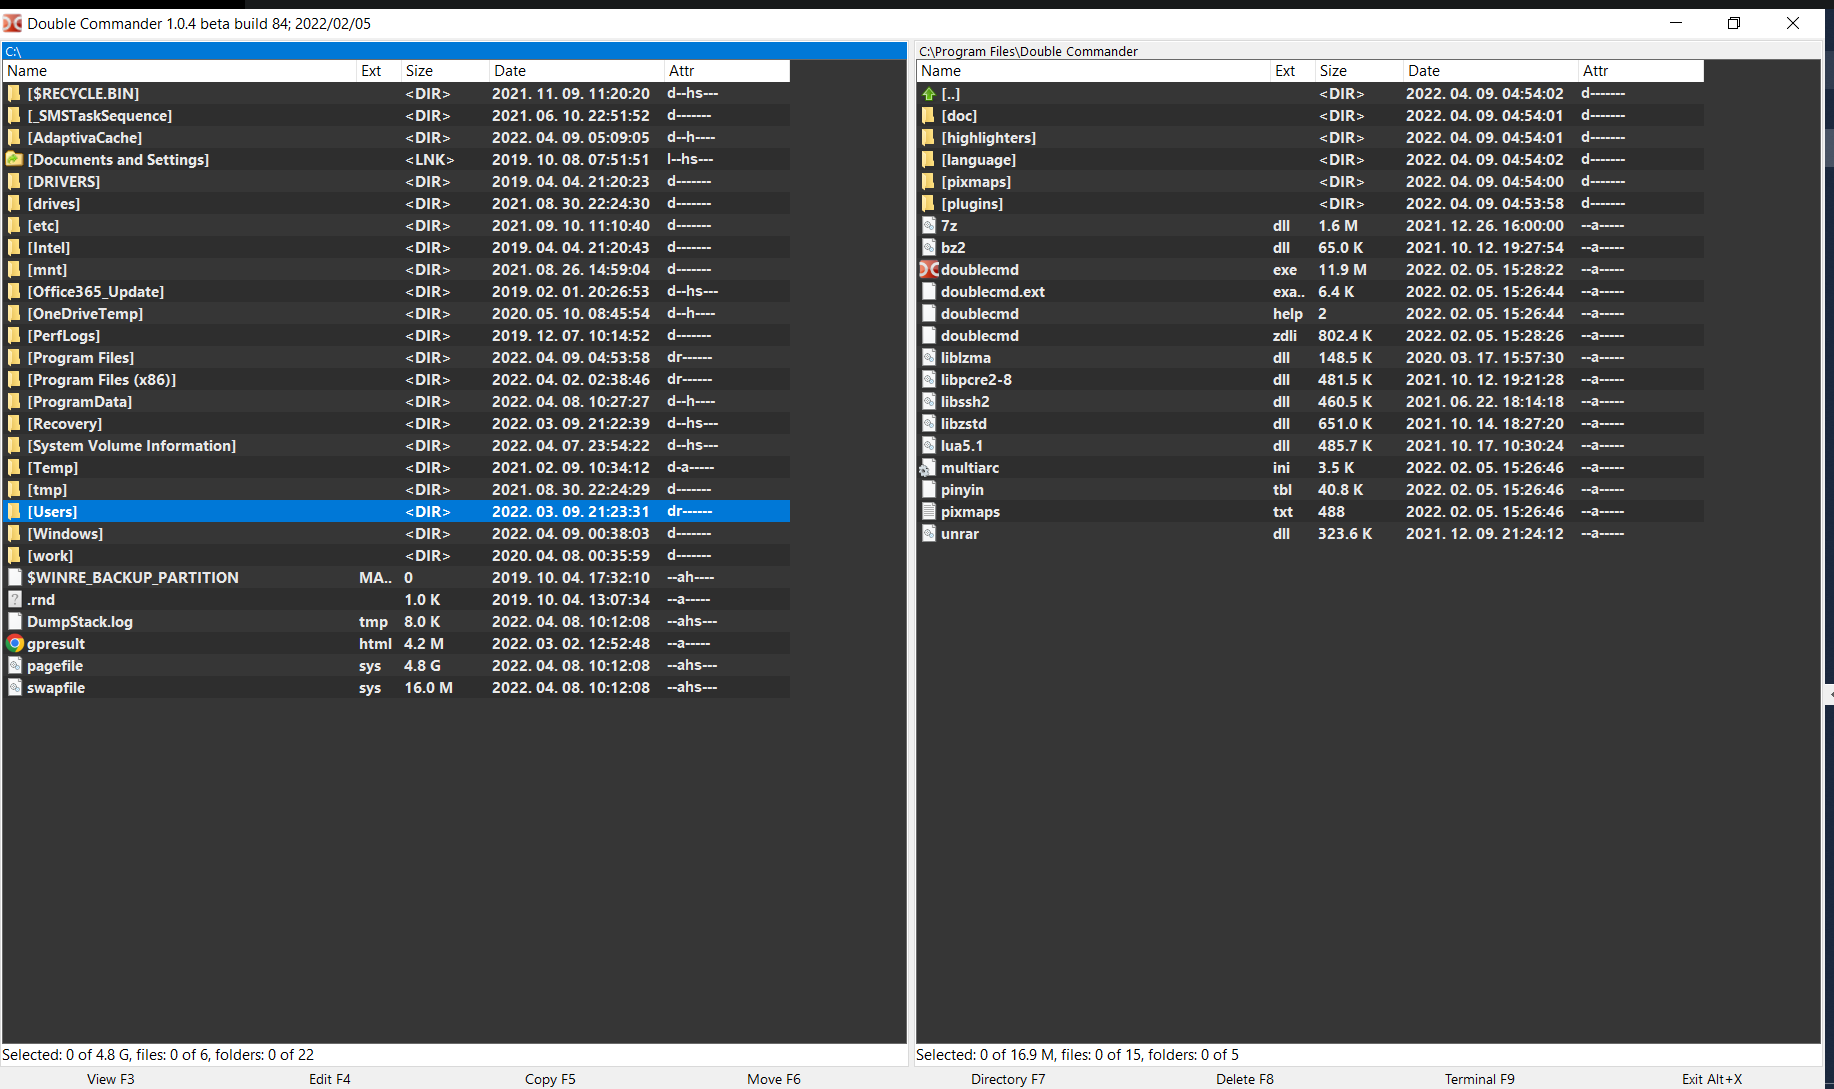 Double Commander 1.0.4 beta build 84; 2022/02/05
C:\
Name Ext Size Date Attr
[$RECYCLE.BIN] <DIR> 2021. 11. 09. 11:20:20 d--hs---
[_SMSTaskSequence] <DIR> 2021. 06. 10. 22:51:52 d-------
[AdaptivaCache] <DIR> 2022. 04. 09. 05:09:05 d--h----
[Documents and Settings] <LNK> 2019. 10. 08. 07:51:51 l--hs---
[DRIVERS] <DIR> 2019. 04. 04. 21:20:23 d-------
[drives] <DIR> 2021. 08. 30. 22:24:30 d-------
[etc] <DIR> 2021. 09. 10. 11:10:40 d-------
[Intel] <DIR> 2019. 04. 04. 21:20:43 d-------
[mnt] <DIR> 2021. 08. 26. 14:59:04 d-------
[Office365_Update] <DIR> 2019. 02. 01. 20:26:53 d--hs---
[OneDriveTemp] <DIR> 2020. 05. 10. 08:45:54 d--h----
[PerfLogs] <DIR> 2019. 12. 07. 10:14:52 d-------
[Program Files] <DIR> 2022. 04. 09. 04:53:58 dr------
[Program Files (x86)] <DIR> 2022. 04. 02. 02:38:46 dr------
[ProgramData] <DIR> 2022. 04. 08. 10:27:27 d--h----
[Recovery] <DIR> 2022. 03. 09. 21:22:39 d--hs---
[System Volume Information] <DIR> 2022. 04. 07. 23:54:22 d--hs---
[Temp] <DIR> 2021. 02. 09. 10:34:12 d-a-----
[tmp] <DIR> 2021. 08. 30. 22:24:29 d-------
[Users] <DIR> 2022. 03. 09. 21:23:31 dr------
[Windows] <DIR> 2022. 04. 09. 00:38:03 d-------
[work] <DIR> 2020. 04. 08. 00:35:59 d-------
$WINRE_BACKUP_PARTITION MA.. 0 2019. 10. 04. 17:32:10 --ah----
.rnd 1.0 K 2019. 10. 04. 13:07:34 --a-----
DumpStack.log tmp 8.0 K 2022. 04. 08. 10:12:08 --ahs---
gpresult html 4.2 M 2022. 03. 02. 12:52:48 --a-----
pagefile sys 4.8 G 2022. 04. 08. 10:12:08 --ahs---
swapfile sys 16.0 M 2022. 04. 08. 10:12:08 --ahs---
Selected: 0 of 4.8 G, files: 0 of 6, folders: 0 of 22
C:\Program Files\Double Commander
Name Ext Size Date Attr
[..] <DIR> 2022. 04. 09. 04:54:02 d-------
[doc] <DIR> 2022. 04. 09. 04:54:01 d-------
[highlighters] <DIR> 2022. 04. 09. 04:54:01 d-------
[language] <DIR> 2022. 04. 09. 04:54:02 d-------
[pixmaps] <DIR> 2022. 04. 09. 04:54:00 d-------
[plugins] <DIR> 2022. 04. 09. 04:53:58 d-------
7z dll 1.6 M 2021. 12. 26. 16:00:00 --a-----
bz2 dll 65.0 K 2021. 10. 12. 19:27:54 --a-----
doublecmd exe 11.9 M 2022. 02. 05. 15:28:22 --a-----
doublecmd.ext exa.. 6.4 K 2022. 02. 05. 15:26:44 --a-----
doublecmd help 2 2022. 02. 05. 15:26:44 --a-----
doublecmd zdli 802.4 K 2022. 02. 05. 15:28:26 --a-----
liblzma dll 148.5 K 2020. 03. 17. 15:57:30 --a-----
libpcre2-8 dll 481.5 K 2021. 10. 12. 19:21:28 --a-----
libssh2 dll 460.5 K 2021. 06. 22. 18:14:18 --a-----
libzstd dll 651.0 K 2021. 10. 14. 18:27:20 --a-----
lua5.1 dll 485.7 K 2021. 10. 17. 10:30:24 --a-----
multiarc ini 3.5 K 2022. 02. 05. 15:26:46 --a-----
pinyin tbl 40.8 K 2022. 02. 05. 15:26:46 --a-----
pixmaps txt 488 2022. 02. 05. 15:26:46 --a-----
unrar dll 323.6 K 2021. 12. 09. 21:24:12 --a-----
Selected: 0 of 16.9 M, files: 0 of 15, folders: 0 of 5
View F3 Edit F4 Copy F5 Move F6 Directory F7 Delete F8 Terminal F9 Exit Alt+X